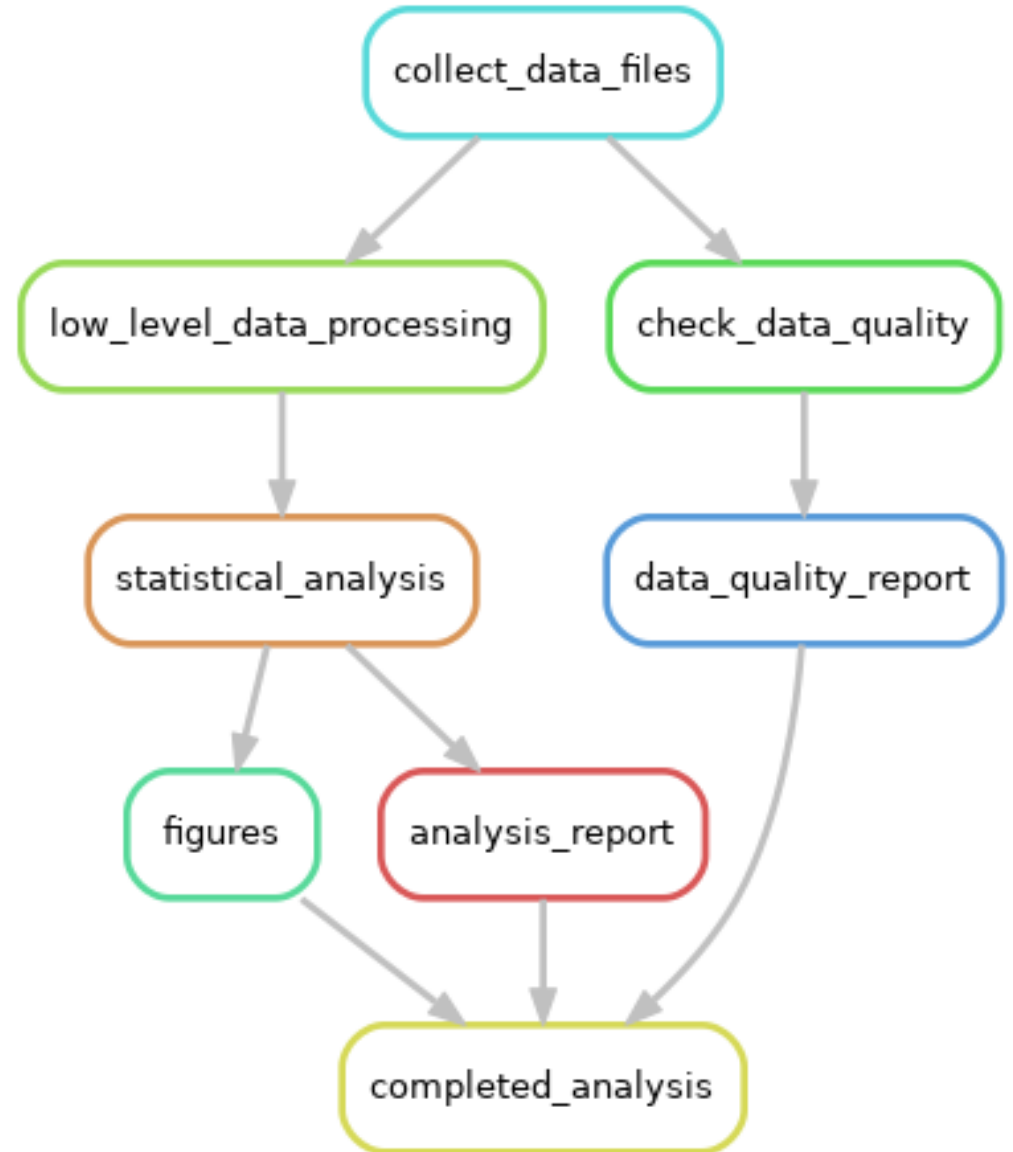 collect_data_files
low_level_data_processing
check_data_quality
statistical_analysis
data_quality_report
figures
analysis_report
completed_analysis